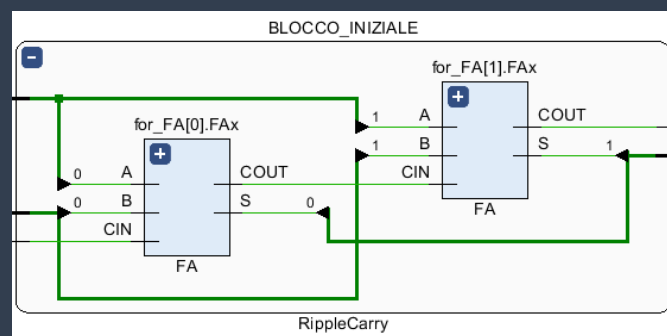 BLOCCO_INIZIALE
for_FA[1].FAx
1 A COUT
1 B S 1
CIN
FA
for_FA[0].FAx
0 A COUT
0 B S 0
CIN
FA
RippleCarry